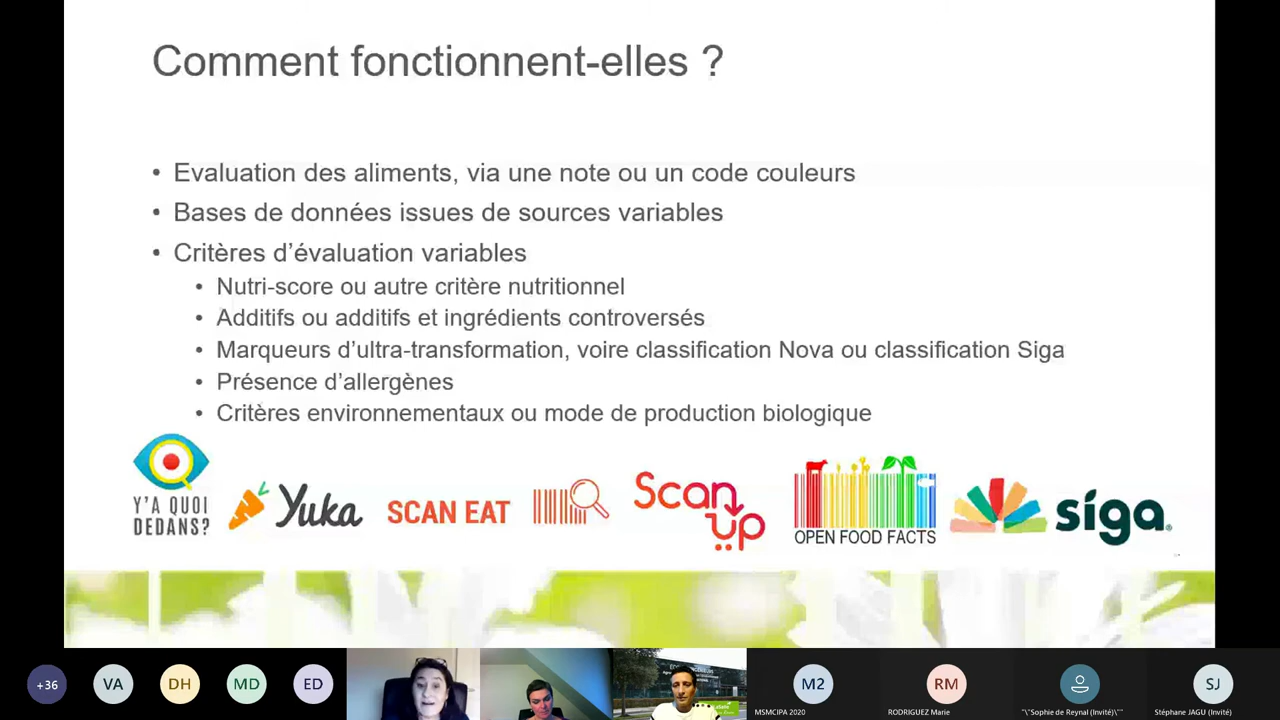 Comment fonctionnent-elles ?
• Evaluation des aliments, via une note ou un code couleurs
• Bases de données issues de sources variables
• Critères d'évaluation variables
• Nutri-score ou autre critère nutritionnel
• Additifs ou additifs et ingrédients controversés
• Marqueurs d'ultra-transformation, voire classification Nova ou classification Siga
• Présence d'allergènes
• Critères environnementaux ou mode de production biologique
Y'A QUOI
DEDANS?
Yuka
SCAN EAT
Scan
up
OPEN FOOD FACTS
siga
+36
VA
DH
MD
ED
M2
RM
SJ
MSMCIPA 2020
RODRIGUEZ Marie
"\"Sophie de Reynal (Invité)\""
Stéphane JAGU (Invité)